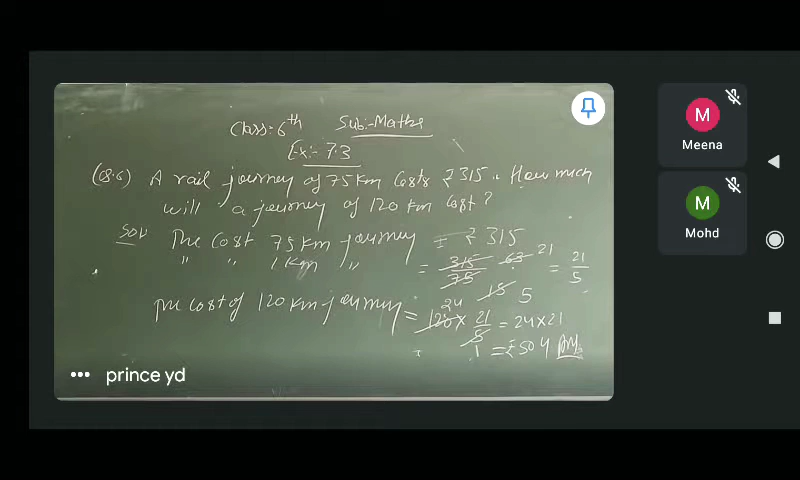 Class:- 6th Sub:- Maths
Ex:- 7.3
(Q.6) A rail journey of 75 Km costs ₹ 315. How much
will a journey of 120 Km cost?
Sol The Cost 75 Km journey = ₹ 315
" " 1 Km " = 315/75 63/15 21/5 = 21/5
The cost of 120 Km journey = 120 24 × 21/5 1 = 24×21
= ₹504 Ans
prince yd
M
Meena
M
Mohd